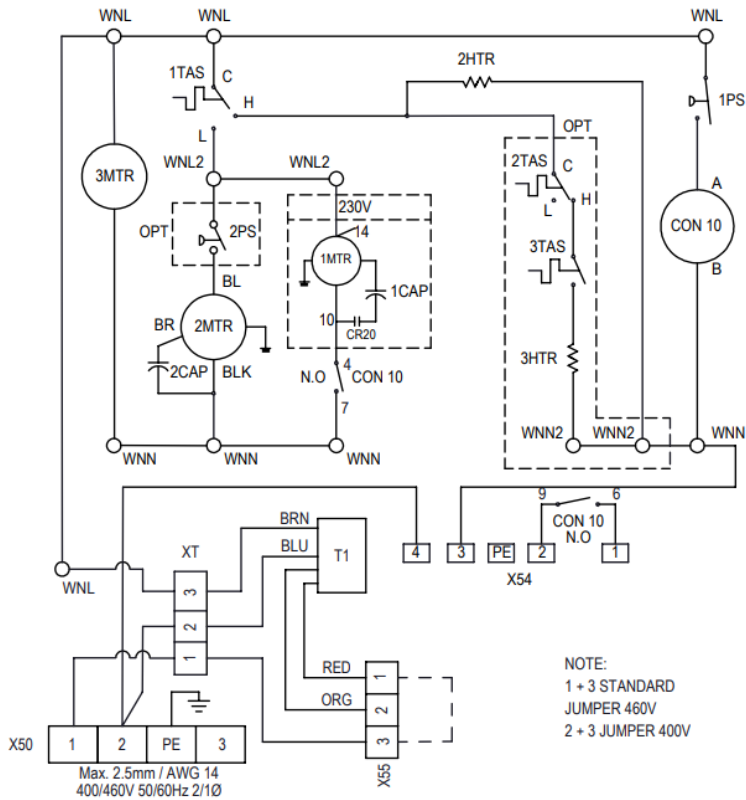 WNL WNL WNL
1TAS C 2HTR
H 1PS
L OPT
WNL2 WNL2 2TAS C
3MTR 230V L H A
OPT 2PS 14 CON 10
1MTR 3TAS B
BL 1CAP
BR 2MTR 10 CR20
3HTR
2CAP BLK N.O 4 CON 10
7
WNN WNN WNN WNN2 WNN2 WNN
9 6
BRN CON 10
N.O
XT BLU T1 4 3 PE 2 1
X54
WNL 3
2
1
RED 1
ORG 2
3
X55
NOTE:
1 + 3 STANDARD
JUMPER 460V
2 + 3 JUMPER 400V
X50 1 2 PE 3
Max. 2.5mm / AWG 14
400/460V 50/60Hz 2/1Ø